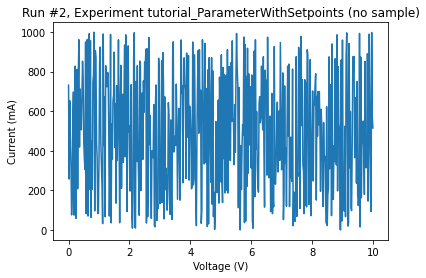 Run #2, Experiment tutorial_ParameterWithSetpoints (no sample)
1000
800
600
400
200
0
Current (mA)
0 2 4 6 8 10
Voltage (V)